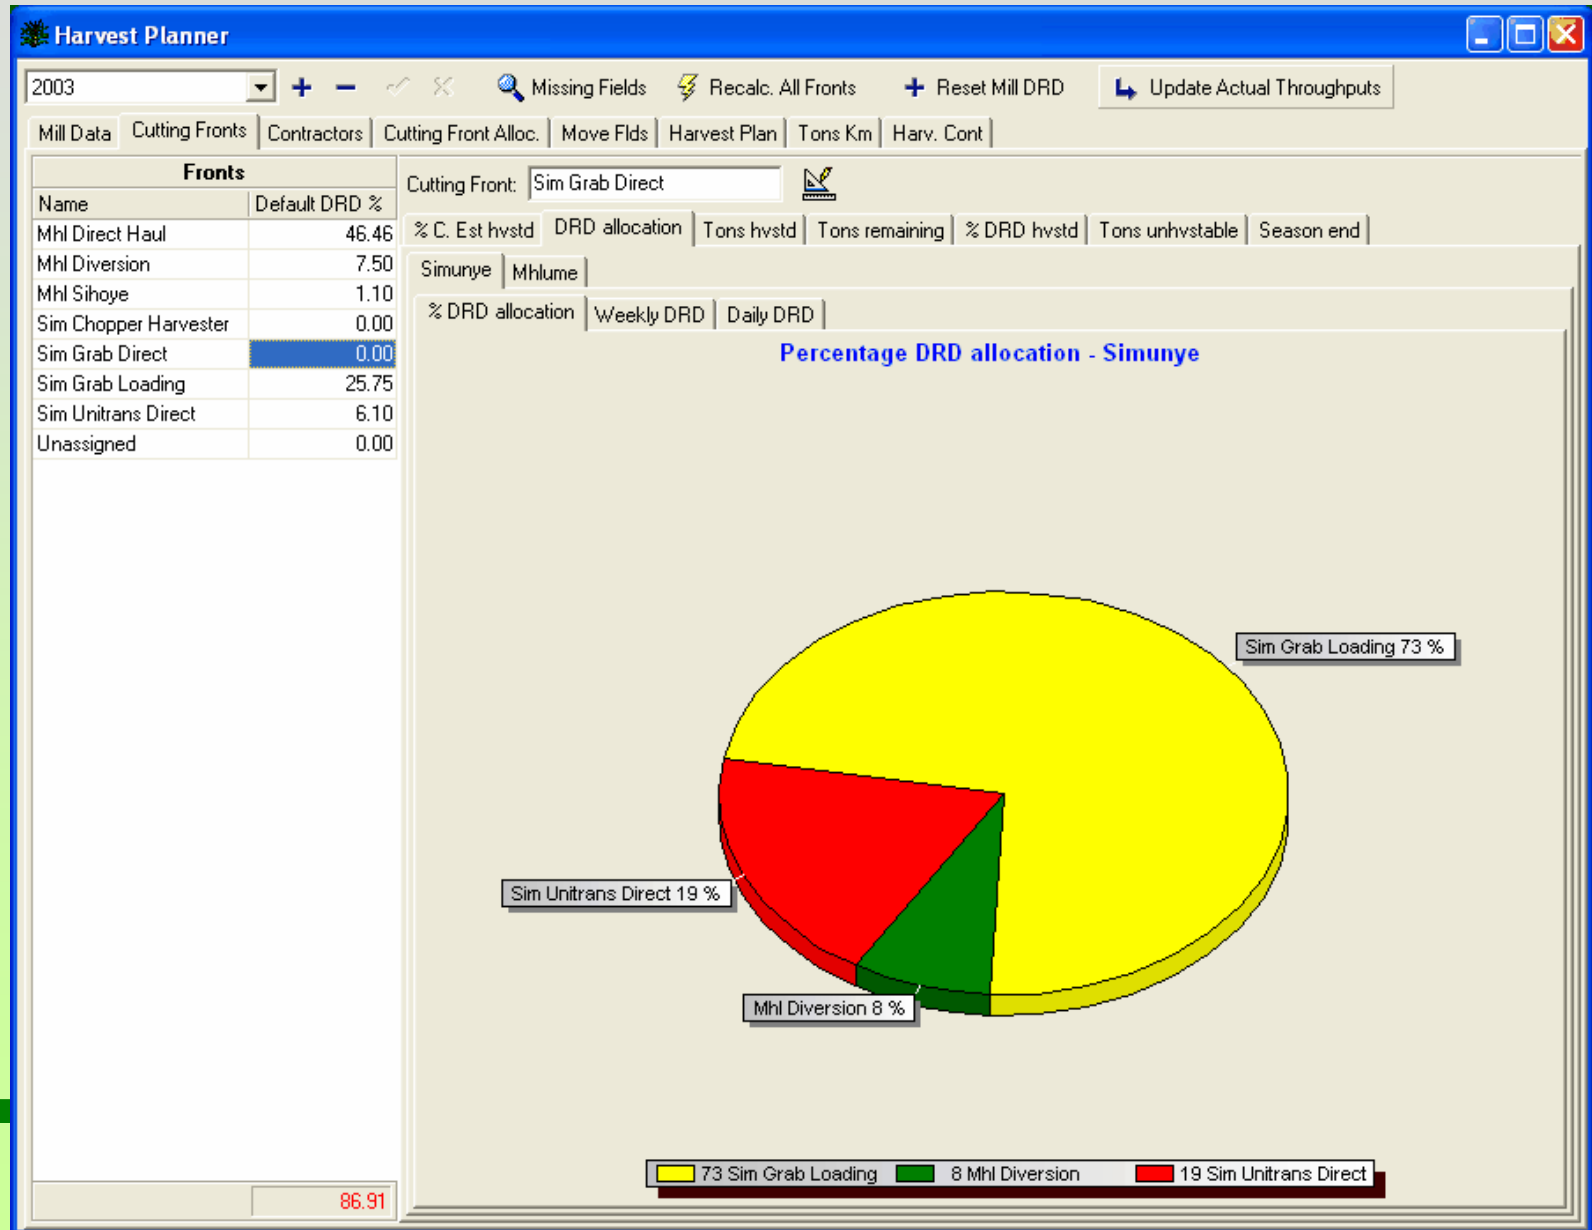 Harvest Planner
2003 Missing Fields Recalc. All Fronts Reset Mill DRD Update Actual Throughputs
Mill Data Cutting Fronts Contractors Cutting Front Alloc. Move Flds Harvest Plan Tons Km Harv. Cont
Fronts
Name Default DRD %
Mhl Direct Haul 46.46
Mhl Diversion 7.50
Mhl Sihoye 1.10
Sim Chopper Harvester 0.00
Sim Grab Direct 0.00
Sim Grab Loading 25.75
Sim Unitrans Direct 6.10
Unassigned 0.00
86.91
Cutting Front: Sim Grab Direct
% C. Est hvstd DRD allocation Tons hvstd Tons remaining % DRD hvstd Tons unhvstable Season end
Simunye Mhlume
% DRD allocation Weekly DRD Daily DRD
Percentage DRD allocation - Simunye
Sim Grab Loading 73 %
Sim Unitrans Direct 19 %
Mhl Diversion 8 %
73 Sim Grab Loading 8 Mhl Diversion 19 Sim Unitrans Direct